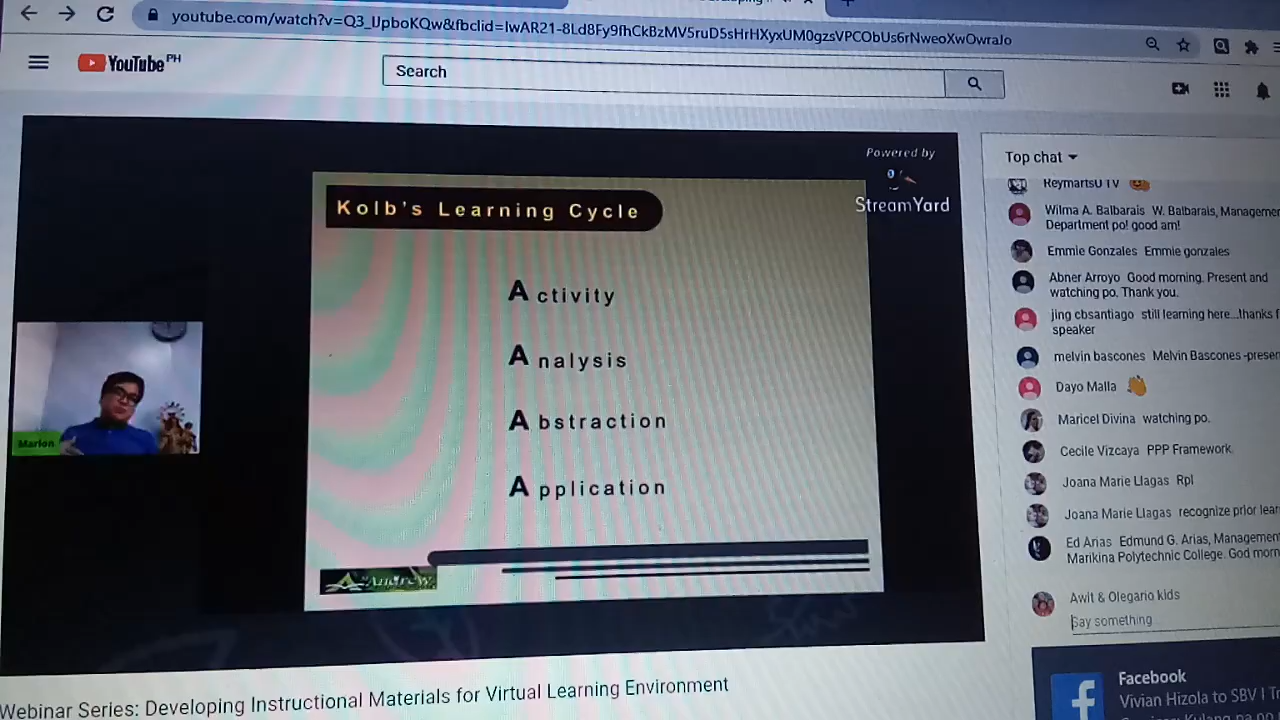 youtube.com/watch?v=Q3_UpboKQw&fbclid=IwAR21-8Ld8Fy9fhCkBzMV5ruD5sHrHXyxUM0gzsVPCObUs6rNweoXwOwraIo
YouTube PH
Search
Powered by
StreamYard
Kolb's Learning Cycle
Activity
Analysis
Abstraction
Application
Andrew
Marlon
Webinar Series: Developing Instructional Materials for Virtual Learning Environment
Top chat
ReymartsU TV
Wilma A. Balbarais W. Balbarais, Manageme
Department po! good am!
Emmie Gonzales Emmie gonzales
Abner Arroyo Good morning. Present and
watching po. Thank you.
jing cbsantiago still learning here...thanks f
speaker
melvin bascones Melvin Bascones -presen
Dayo Malla
Maricel Divina watching po.
Cecile Vizcaya PPP Framework
Joana Marie Llagas Rpl
Joana Marie Llagas recognize prior lear
Ed Arias Edmund G. Arias, Management
Marikina Polytechnic College. God morn
Awit & Olegario kids
Say something
Facebook
Vivian Hizola to SBV I T